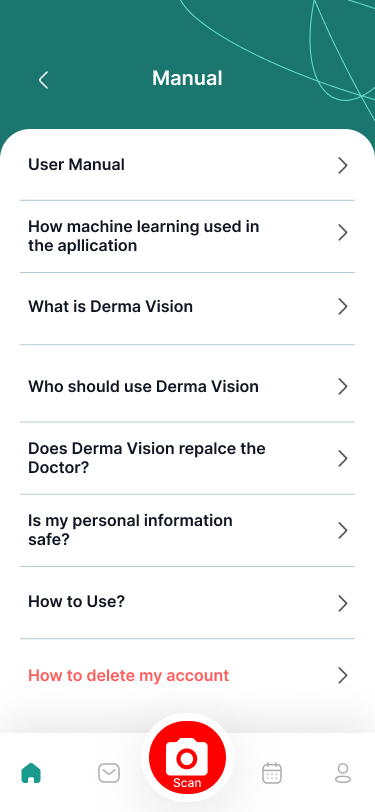 Manual
User Manual
How machine learning used in
the apllication
What is Derma Vision
Who should use Derma Vision
Does Derma Vision repalce the
Doctor?
Is my personal information
safe?
How to Use?
How to delete my account
Scan